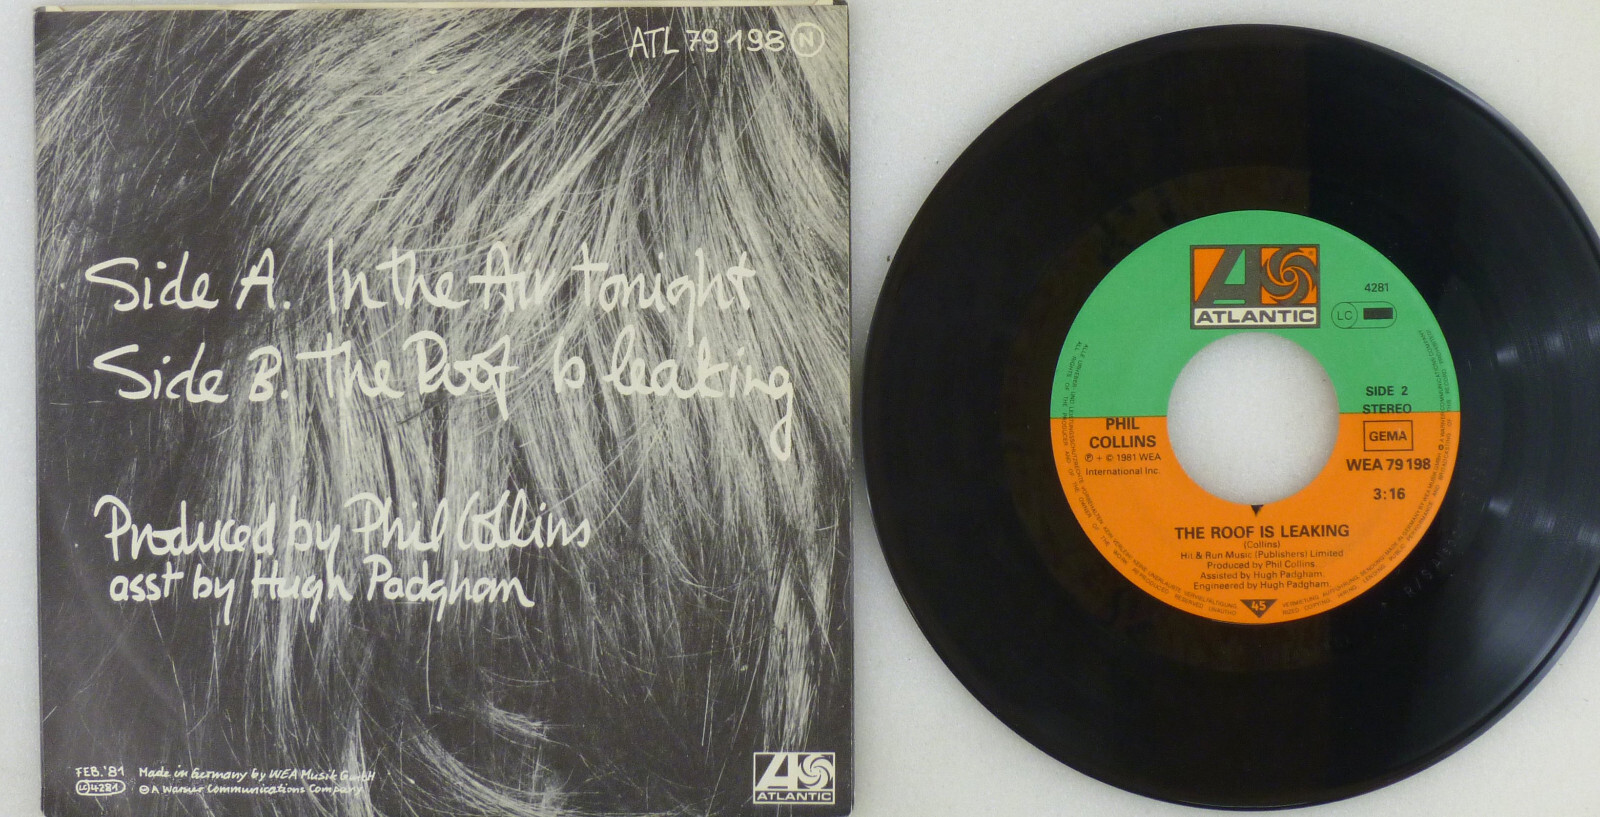 ATL 79 198 N
Side A. In the Air tonight
Side B. The Roof Is leaking
Produced by Phil Collins
asst by Hugh Padgham
FEB. '81 Made in Germany by WEA Musik GmbH
LC 4281 A Warner Communications Company
ATLANTIC
ATLANTIC
4281
LC
SIDE 2
STEREO
GEMA
WEA 79 198
3:16
PHIL
COLLINS
℗ + © 1981 WEA
International Inc.
THE ROOF IS LEAKING
(Collins)
Hit & Run Music (Publishers) Limited
Produced by Phil Collins.
Assisted by Hugh Padgham.
Engineered by Hugh Padgham.
45